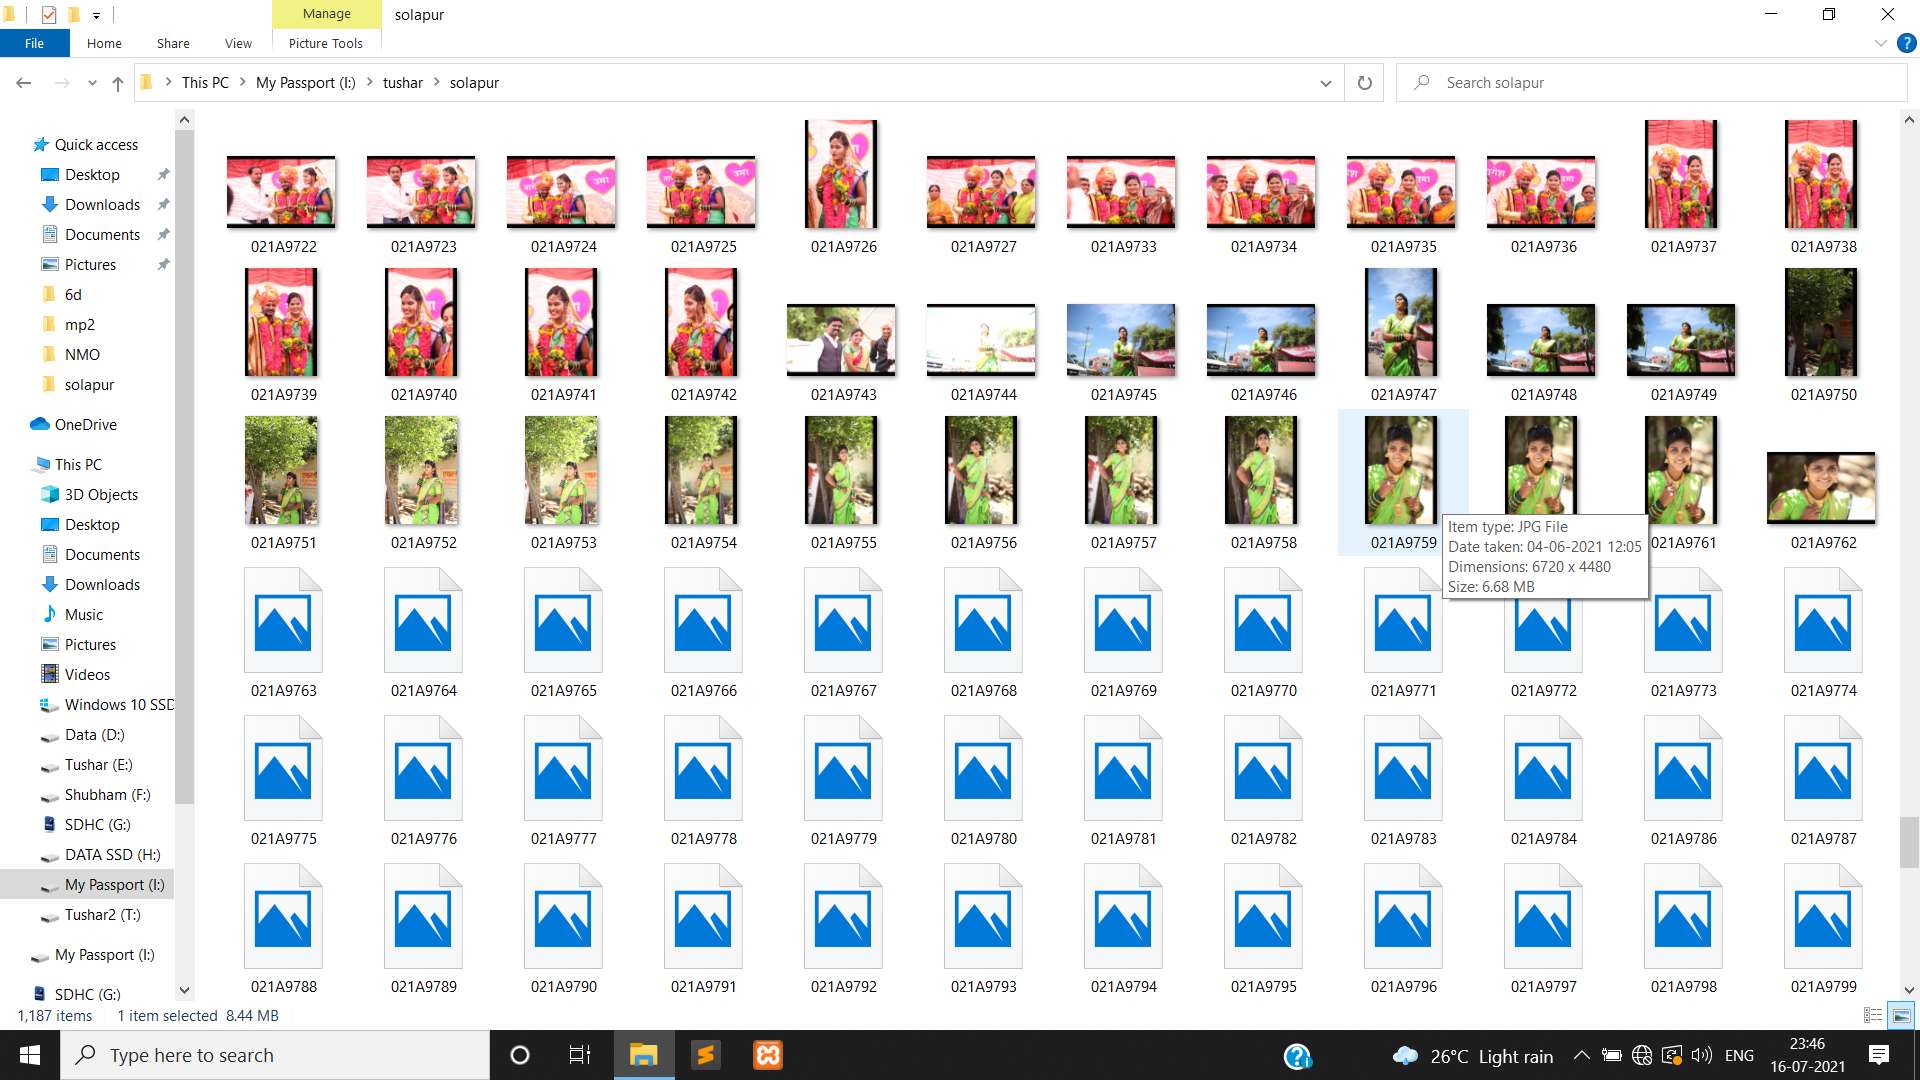 Manage
solapur
File
Home
Share
View
Picture Tools
This PC
My Passport (I:)
tushar
solapur
Search solapur
Quick access
Desktop
Downloads
Documents
Pictures
6d
mp2
NMO
solapur
OneDrive
This PC
3D Objects
Desktop
Documents
Downloads
Music
Pictures
Videos
Windows 10 SSD
Data (D:)
Tushar (E:)
Shubham (F:)
SDHC (G:)
DATA SSD (H:)
My Passport (I:)
Tushar2 (T:)
My Passport (I:)
SDHC (G:)
021A9722 021A9723 021A9724 021A9725 021A9726 021A9727 021A9733 021A9734 021A9735 021A9736 021A9737 021A9738
021A9739 021A9740 021A9741 021A9742 021A9743 021A9744 021A9745 021A9746 021A9747 021A9748 021A9749 021A9750
021A9751 021A9752 021A9753 021A9754 021A9755 021A9756 021A9757 021A9758 021A9759 021A9761 021A9762
Item type: JPG File
Date taken: 04-06-2021 12:05
Dimensions: 6720 x 4480
Size: 6.68 MB
021A9763 021A9764 021A9765 021A9766 021A9767 021A9768 021A9769 021A9770 021A9771 021A9772 021A9773 021A9774
021A9775 021A9776 021A9777 021A9778 021A9779 021A9780 021A9781 021A9782 021A9783 021A9784 021A9786 021A9787
021A9788 021A9789 021A9790 021A9791 021A9792 021A9793 021A9794 021A9795 021A9796 021A9797 021A9798 021A9799
1,187 items 1 item selected 8.44 MB
Type here to search
26°C Light rain
ENG
23:46
16-07-2021